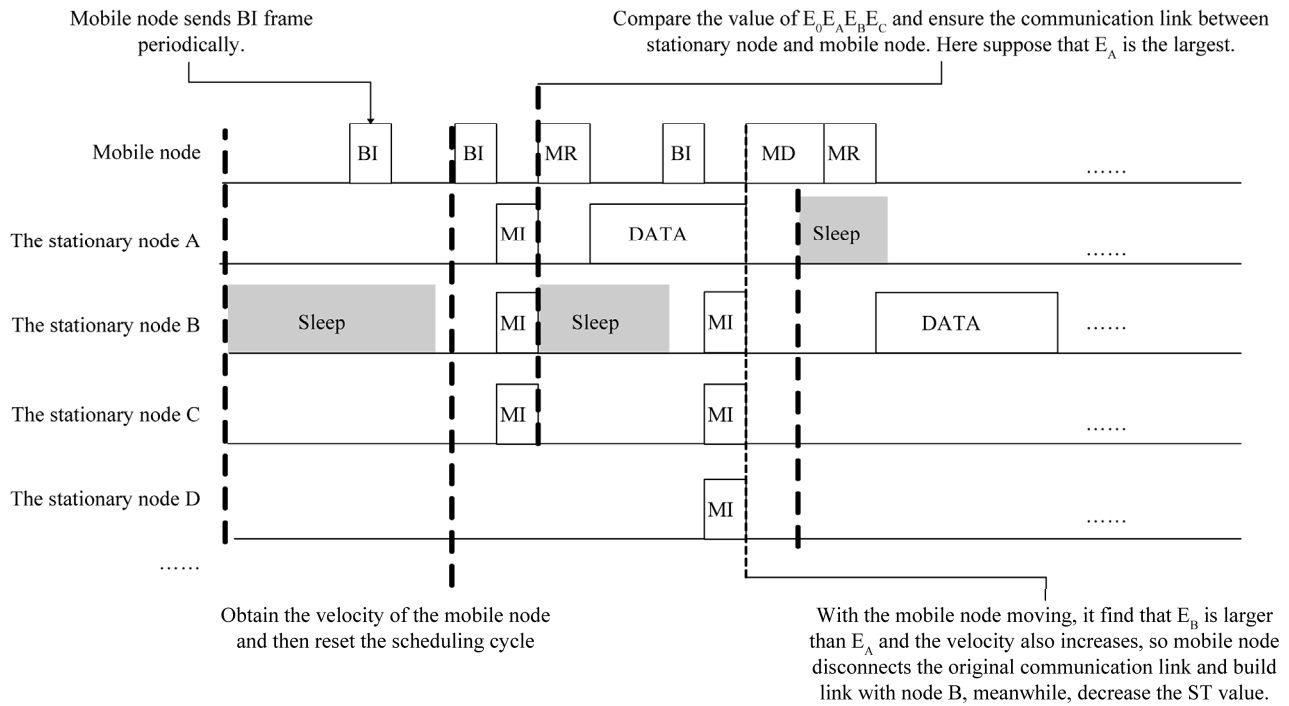 Mobile node sends BI frame
periodically.
Compare the value of E0EAEBEC and ensure the communication link between
stationary node and mobile node. Here suppose that EA is the largest.
Mobile node BI BI MR BI MD MR ……
The stationary node A MI DATA Sleep ……
The stationary node B Sleep MI Sleep MI DATA ……
The stationary node C MI MI ……
The stationary node D MI ……
……
Obtain the velocity of the mobile node
and then reset the scheduling cycle
With the mobile node moving, it find that EB is larger
than EA and the velocity also increases, so mobile node
disconnects the original communication link and build
link with node B, meanwhile, decrease the ST value.